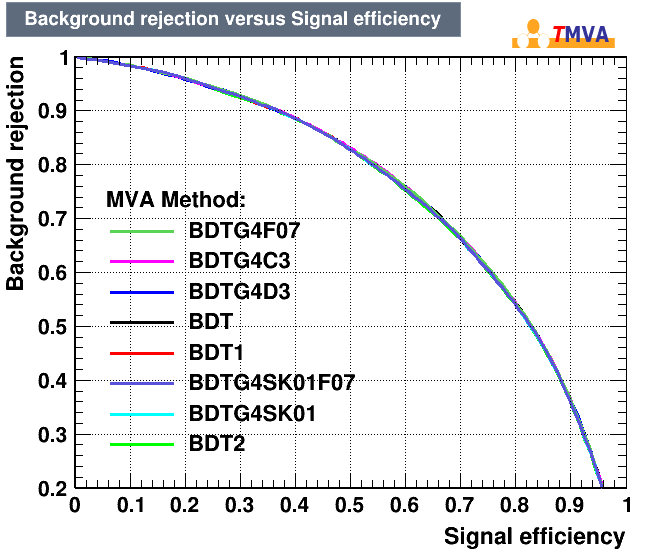 Background rejection versus Signal efficiency
TMVA
Background rejection
1
0.9
0.8
0.7
0.6
0.5
0.4
0.3
0.2
MVA Method:
BDTG4F07
BDTG4C3
BDTG4D3
BDT
BDT1
BDTG4SK01F07
BDTG4SK01
BDT2
0 0.1 0.2 0.3 0.4 0.5 0.6 0.7 0.8 0.9 1
Signal efficiency